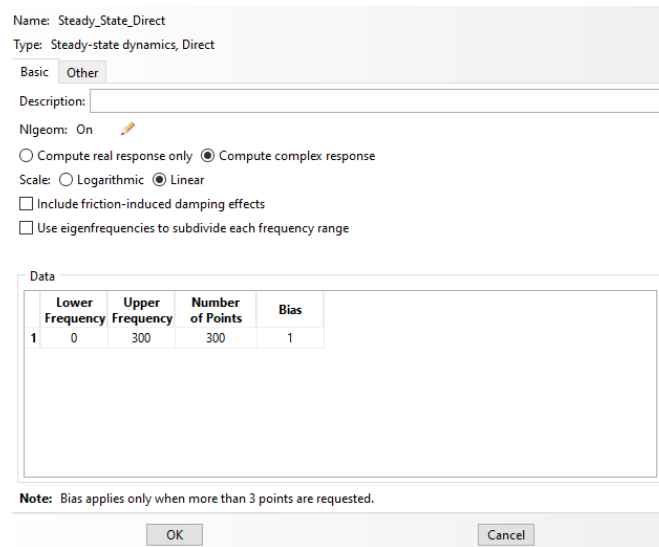 Name: Steady_State_Direct
Type: Steady-state dynamics, Direct
Basic Other
Description:
Nlgeom: On
Compute real response only Compute complex response
Scale: Logarithmic Linear
Include friction-induced damping effects
Use eigenfrequencies to subdivide each frequency range
Data
Lower Upper Number
Frequency Frequency of Points Bias
1 0 300 300 1
Note: Bias applies only when more than 3 points are requested.
OK Cancel